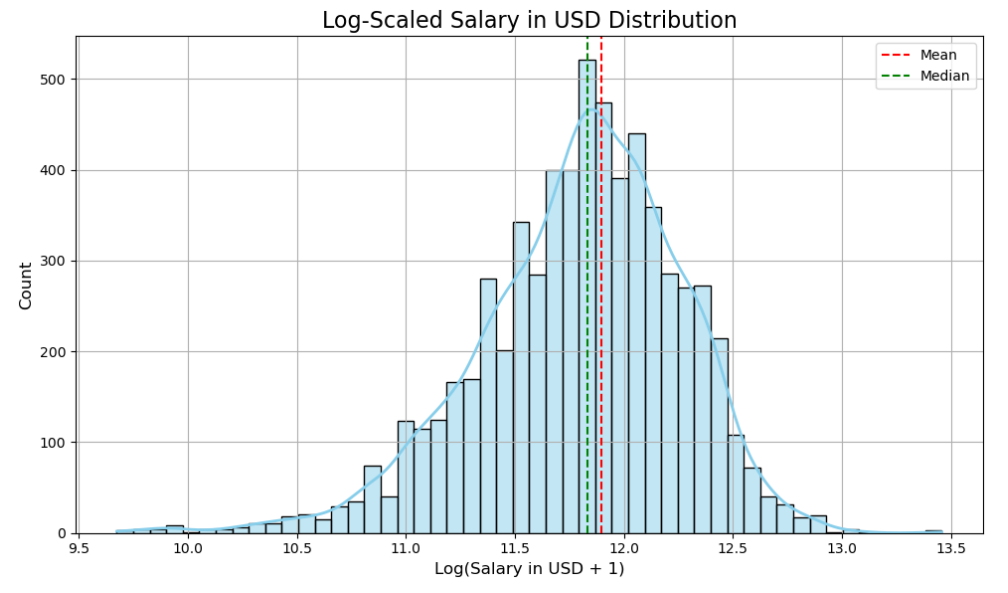 Log-Scaled Salary in USD Distribution
Mean
Median
500
400
300
200
100
0
Count
9.5 10.0 10.5 11.0 11.5 12.0 12.5 13.0 13.5
Log(Salary in USD + 1)